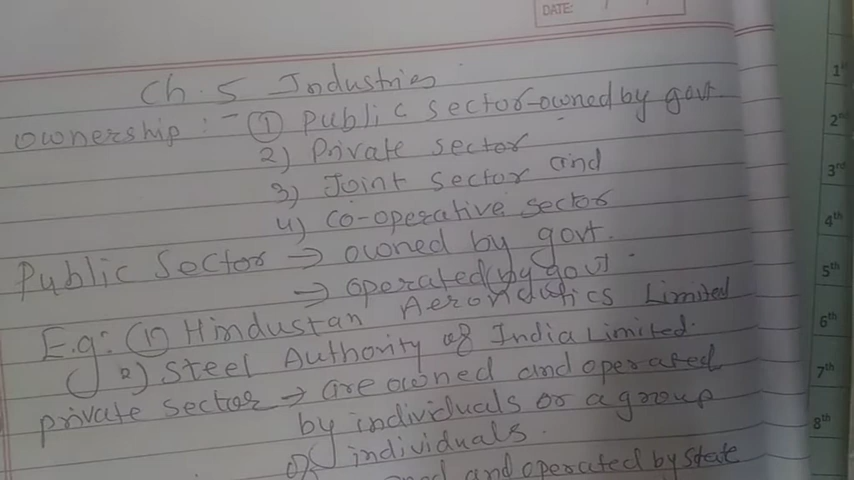 DATE:
Ch. 5 Industries
Ownership :- ① Public sector-owned by govt
2) Private sector
3) Joint sector and
4) co-operative sector
Public Sector → owned by govt.
→ operated by govt.
E.g: (1) Hindustan Aeronautics Limited
2) Steel Authority of India Limited.
private sector → are owned and operated
by individuals or a group
of individuals.
and operated by state
1st
2nd
3rd
4th
5th
6th
7th
8th